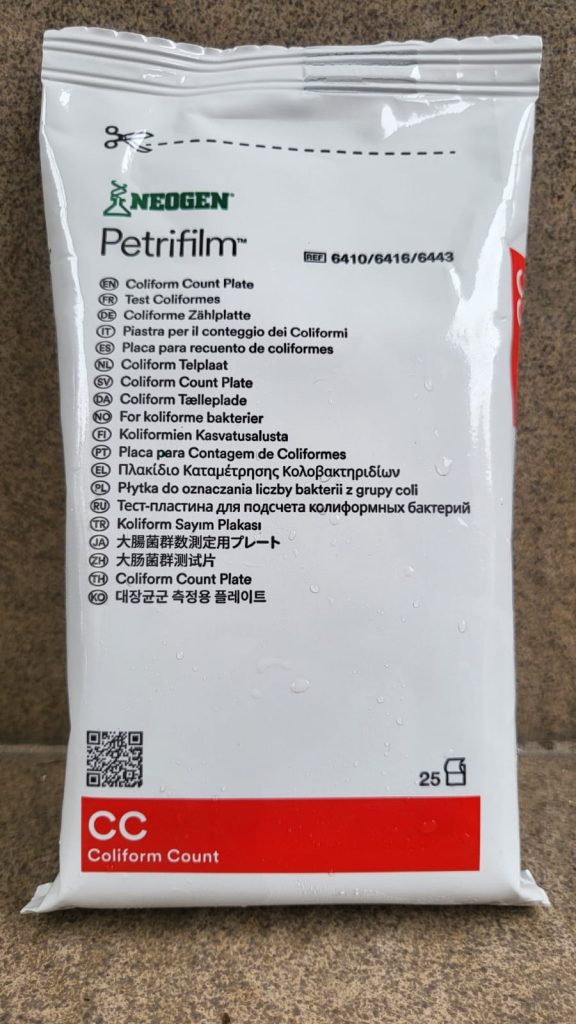 NEOGEN
Petrifilm™
REF 6410/6416/6443
EN Coliform Count Plate
FR Test Coliformes
DE Coliforme Zählplatte
IT Piastra per il conteggio dei Coliformi
ES Placa para recuento de coliformes
NL Coliform Telplaat
SV Coliform Count Plate
DA Coliform Tælleplade
NO For koliforme bakterier
FI Koliformien Kasvatusalusta
PT Placa para Contagem de Coliformes
EL Πλακίδιο Καταμέτρησης Κολοβακτηριδίων
PL Płytka do oznaczania liczby bakterii z grupy coli
RU Тест-пластина для подсчета колиформных бактерий
TR Koliform Sayım Plakası
JA 大腸菌群数測定用プレート
ZH 大肠菌群测试片
TH Coliform Count Plate
KO 대장균군 측정용 플레이트
25
CC
Coliform Count